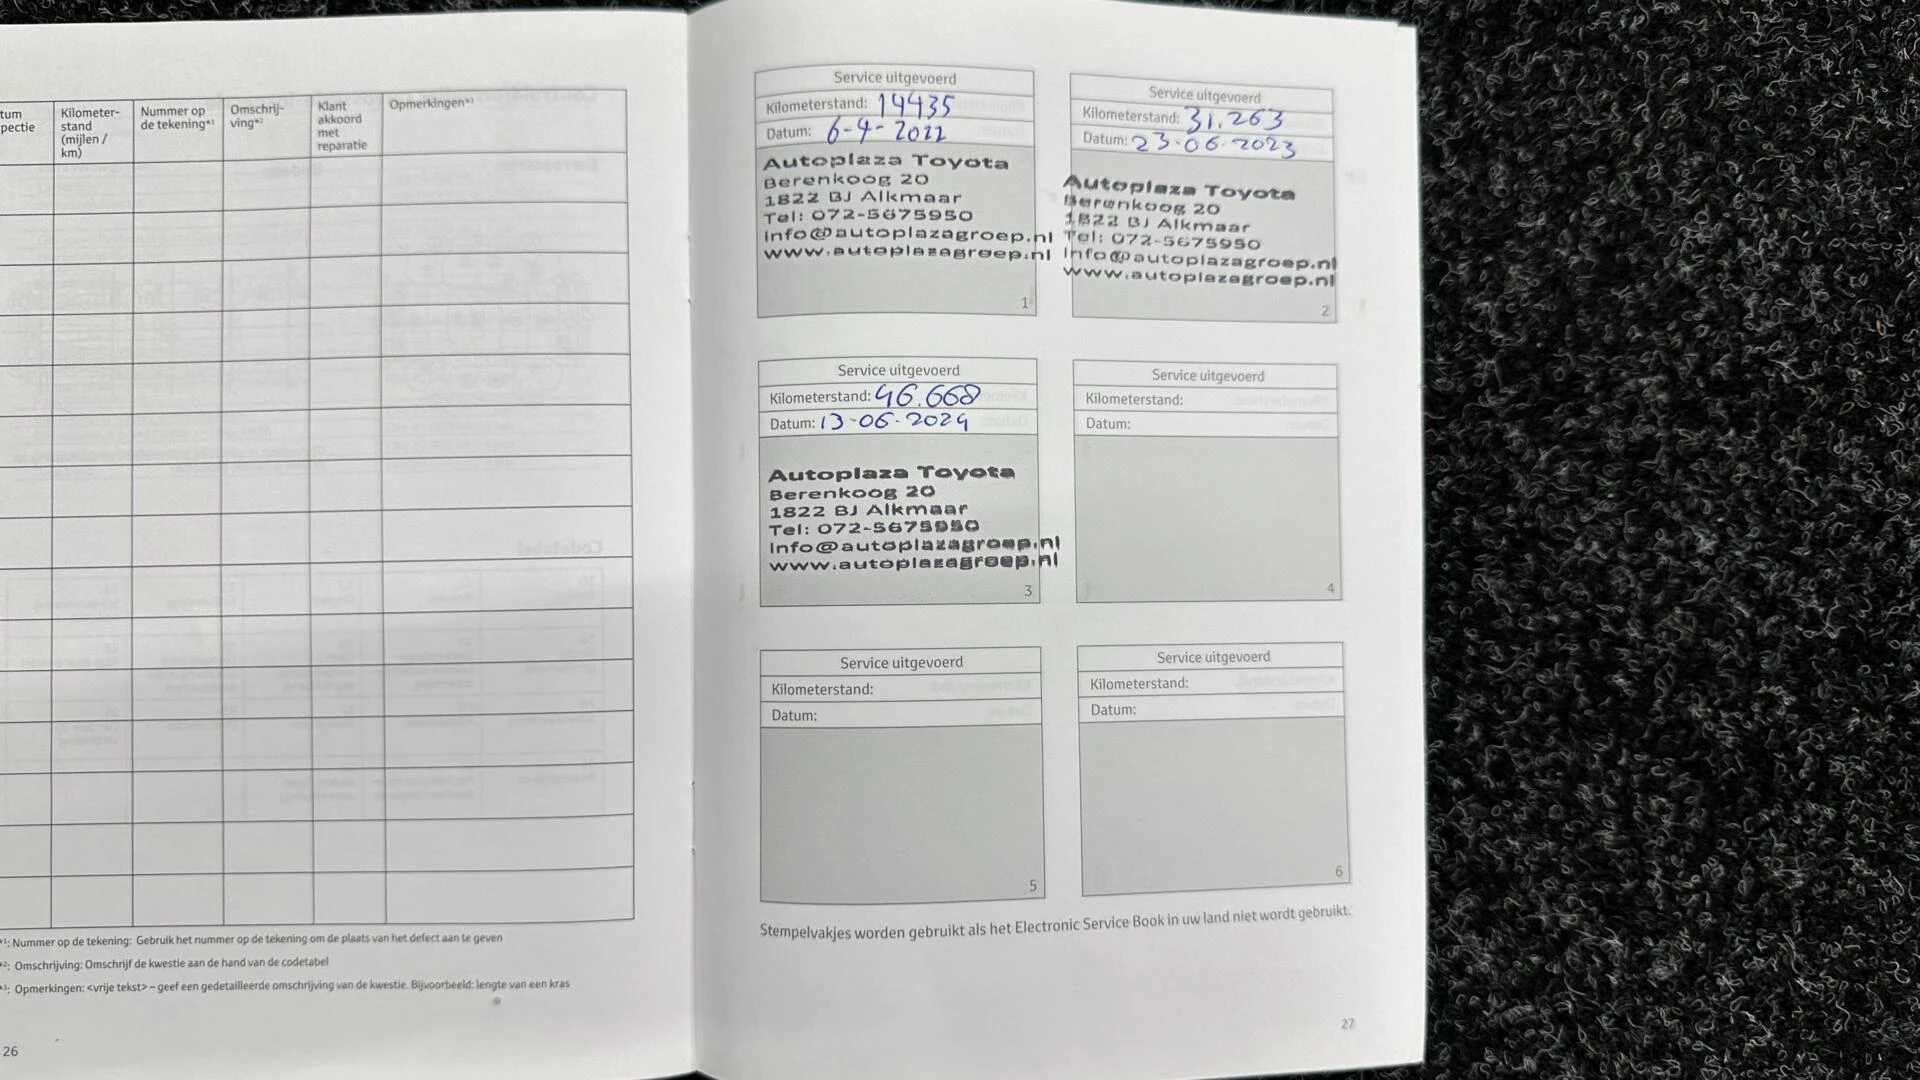 tum
pectie
Kilometer-
stand
(mijlen /
km)
Nummer op
de tekening*1
Omschrij-
ving*2
Klant
akkoord
met
reparatie
Opmerkingen*3
*1: Nummer op de tekening: Gebruik het nummer op de tekening om de plaats van het defect aan te geven
*2: Omschrijving: Omschrijf de kwestie aan de hand van de codetabel
*3: Opmerkingen: <vrije tekst> – geef een gedetailleerde omschrijving van de kwestie. Bijvoorbeeld: lengte van een kras
26
Service uitgevoerd
Kilometerstand: 14435
Datum: 6-4-2022
Autoplaza Toyota
Berenkoog 20
1822 BJ Alkmaar
Tel: 072-5675950
info@autoplazagroep.nl
www.autoplazagroep.nl
1
Service uitgevoerd
Kilometerstand: 31.263
Datum: 23-06-2023
Autoplaza Toyota
Berenkoog 20
1822 BJ Alkmaar
Tel: 072-5675950
info@autoplazagroep.nl
www.autoplazagroep.nl
2
Service uitgevoerd
Kilometerstand: 46.668
Datum: 13-06-2024
Autoplaza Toyota
Berenkoog 20
1822 BJ Alkmaar
Tel: 072-5675950
info@autoplazagroep.nl
www.autoplazagroep.nl
3
Service uitgevoerd
Kilometerstand:
Datum:
4
Service uitgevoerd
Kilometerstand:
Datum:
5
Service uitgevoerd
Kilometerstand:
Datum:
6
Stempelvakjes worden gebruikt als het Electronic Service Book in uw land niet wordt gebruikt.
27